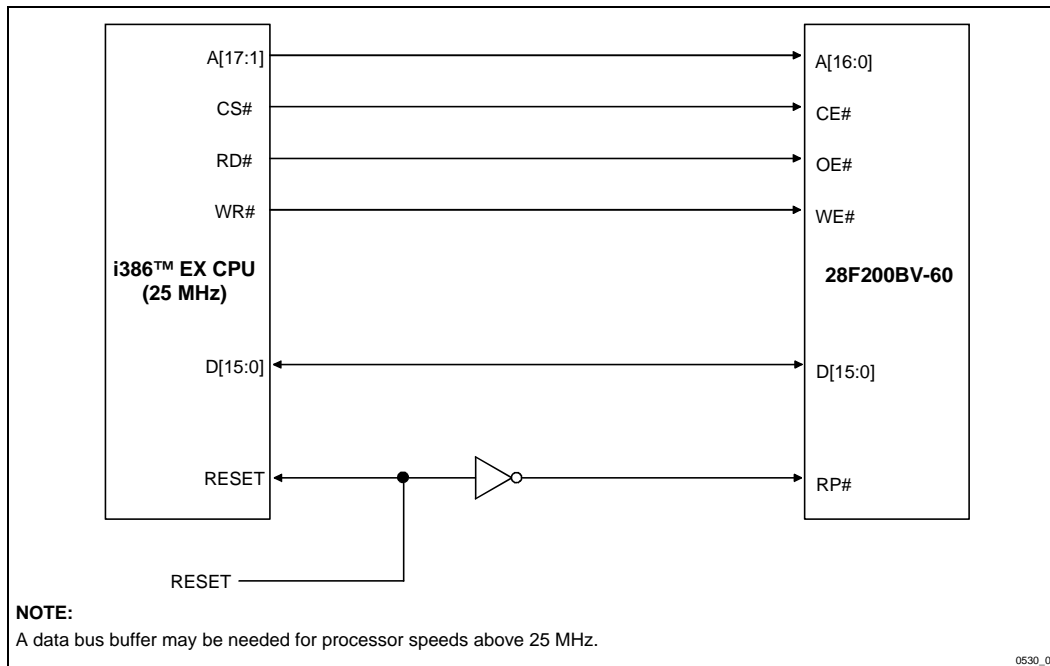 A[17:1]
A[16:0]
CS#
CE#
RD#
OE#
WR#
WE#
i386™ EX CPU
(25 MHz)
28F200BV-60
D[15:0]
D[15:0]
RESET
RP#
RESET
NOTE:
A data bus buffer may be needed for processor speeds above 25 MHz.